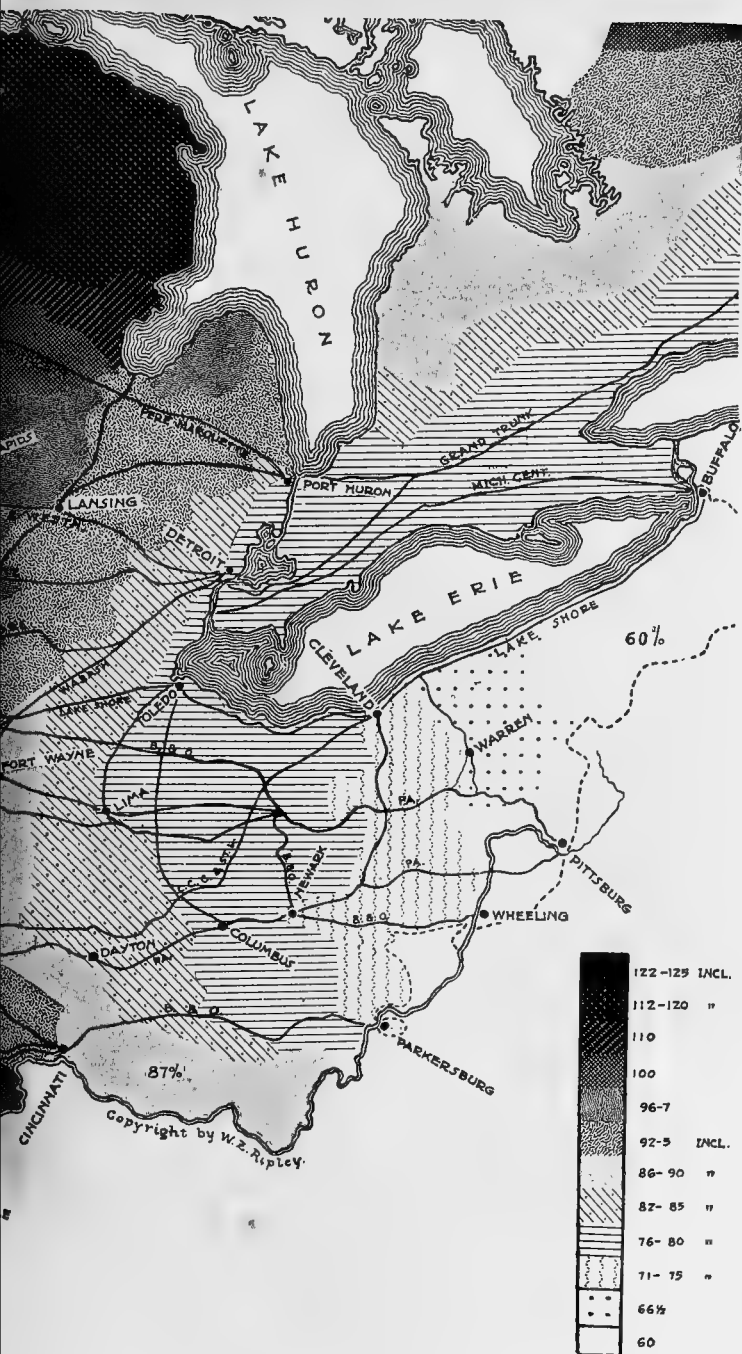 LAKE HURON
PERE MARQUETTE
APIDS
LANSING
PORT HURON
GRAND TRUNK
MICH. CENT.
BUFFALO
DETROIT
LAKE ERIE
LAKE SHORE
60%
CLEVELAND
WABASH
LAKE SHORE
TOLEDO
B. & O.
WARREN
FORT WAYNE
LIMA
PA.
C. C. C. & ST. L.
B. & O.
NEWARK
PA.
PITTSBURG
B. & O.
WHEELING
COLUMBUS
DAYTON
PA.
B. & O.
PARKERSBURG
87%
CINCINNATI
Copyright by W. Z. Ripley.
122-125 INCL.
112-120 "
110
100
96-7
92-5 INCL.
86-90 "
82-85 "
76-80 "
71-75 "
66½
60